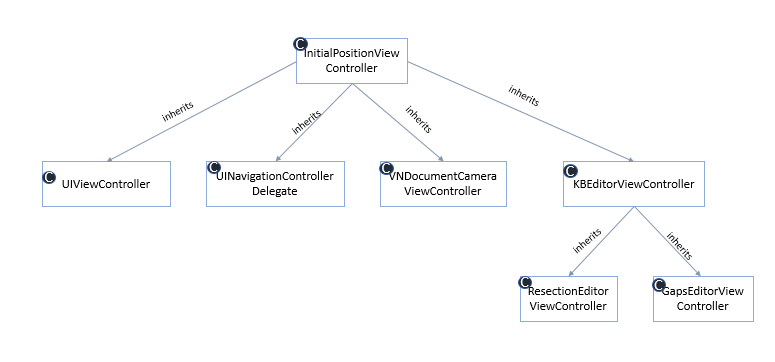 C
InitialPositionView
Controller
inherits
inherits
inherits
inherits
C
UIViewController
C
UINavigationController
Delegate
C
VNDocumentCamera
ViewController
C
KBEditorViewController
inherits
inherits
C
ResectionEditor
ViewController
C
GapsEditorView
Controller